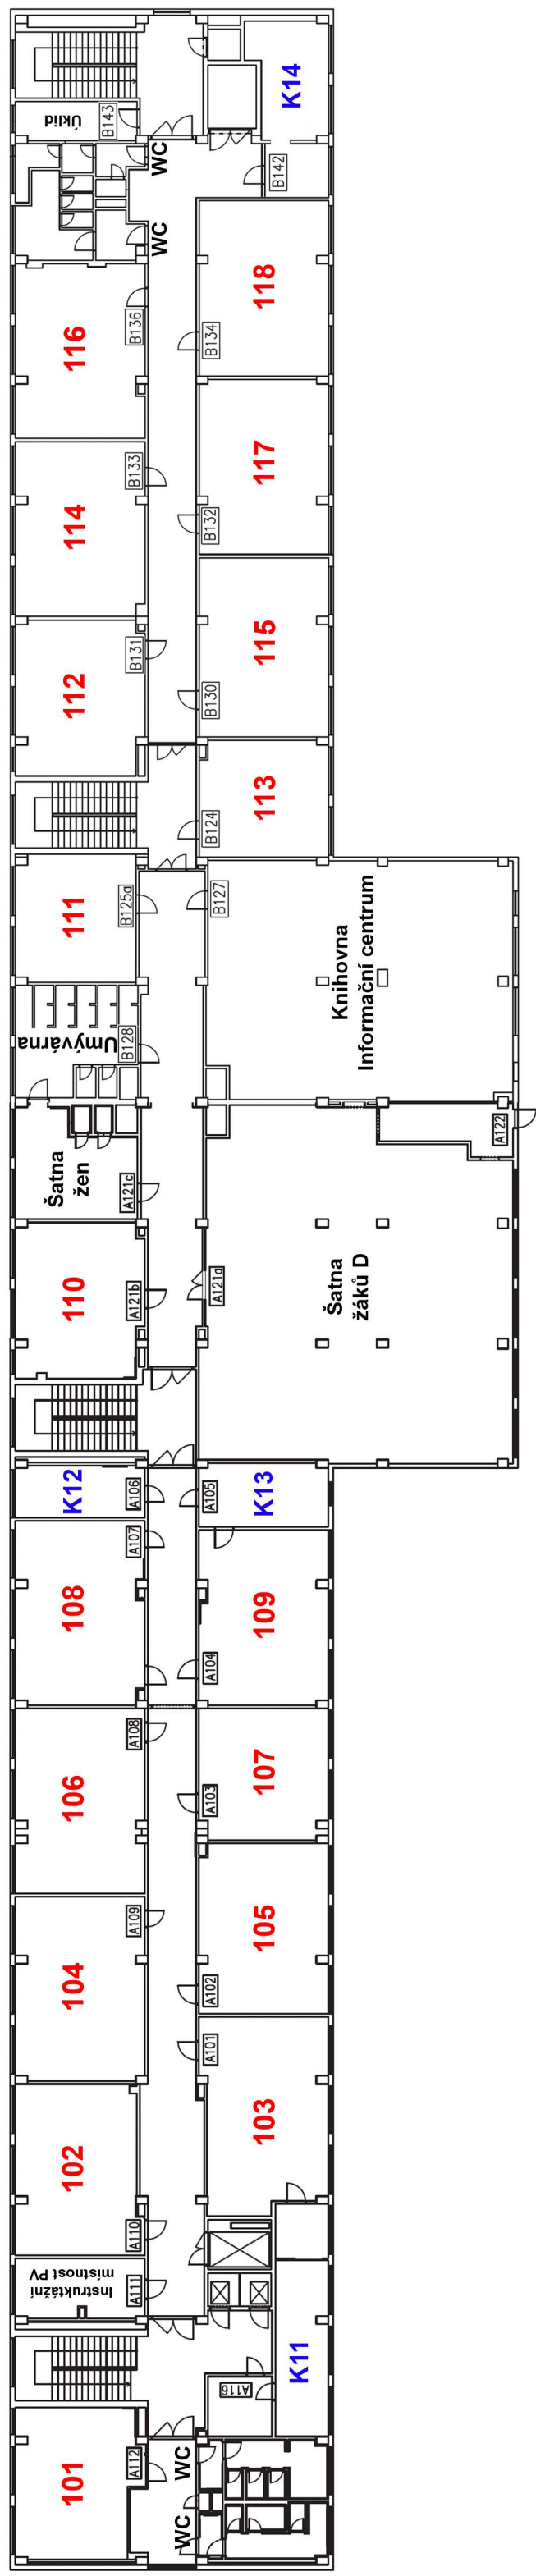 K14
Úklid
B143
WC
B142
WC
118
116
B136
B134
117
114
B133
B132
115
112
B131
B130
113
B124
111
B125a
B127
Knihovna
Informační centrum
Umývárna
B128
A122
Šatna
žen
A121c
110
A121b
A121a
Šatna
žáků D
K12
A106
A105
K13
A107
108
109
A104
106
A108
107
A103
104
A109
105
A102
A101
103
102
A110
Instruktážní
místnost PV
A111
K11
A116
101
A112
WC
WC